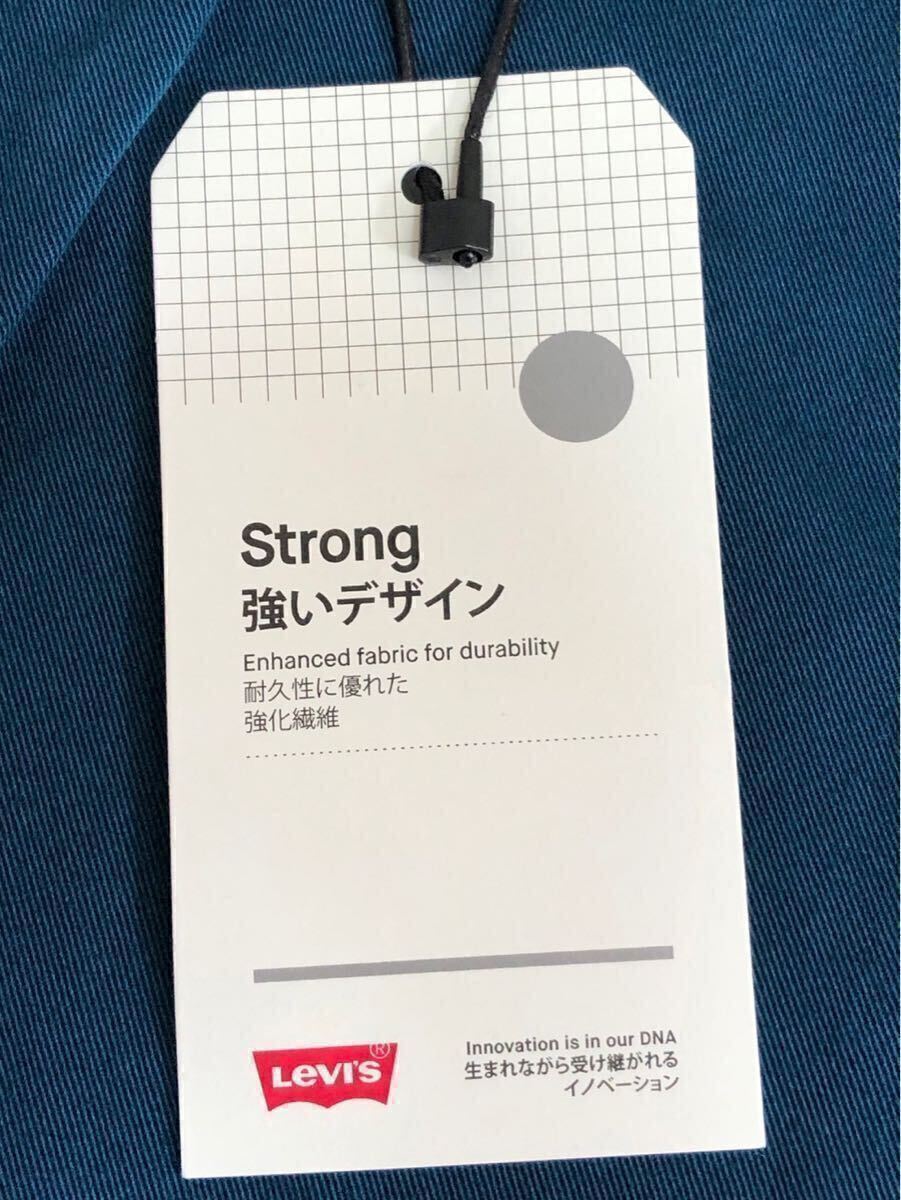 Strong
強いデザイン
Enhanced fabric for durability
耐久性に優れた
強化繊維
Levi's ®
Innovation is in our DNA
生まれながら受け継がれる
イノベーション